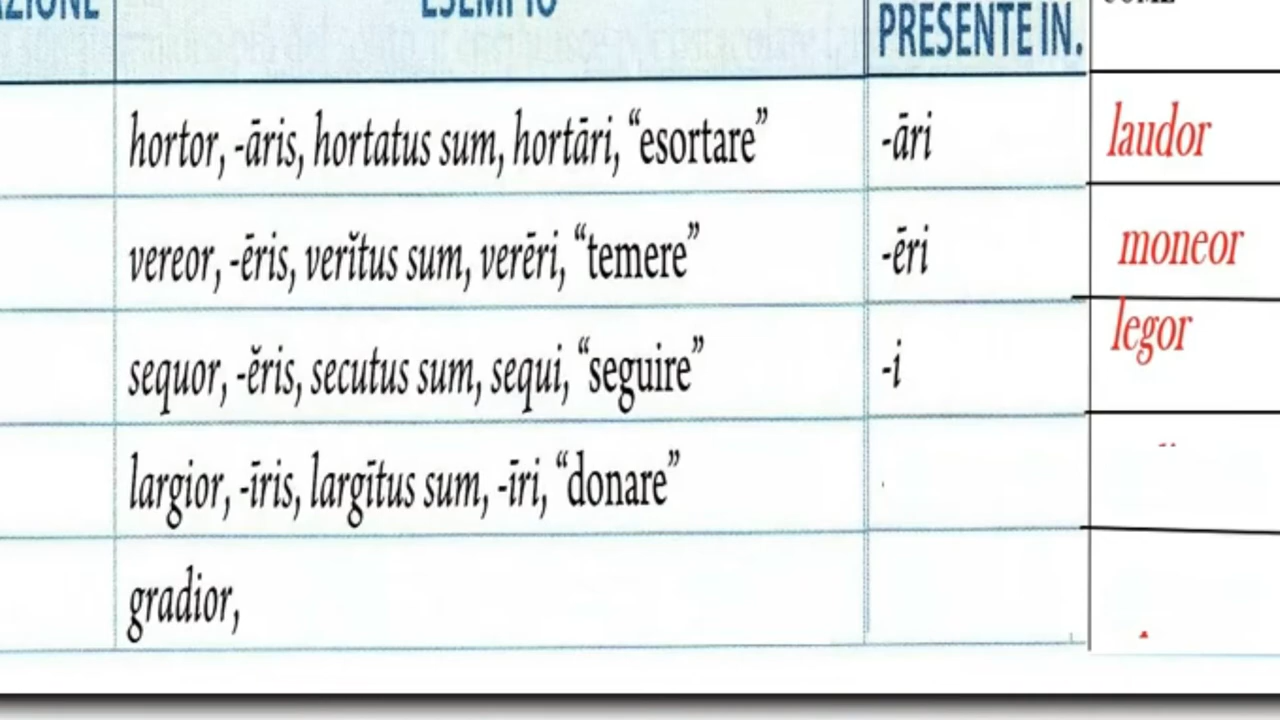 ESEMPIO
PRESENTE IN.
hortor, -āris, hortatus sum, hortāri, “esortare” -āri laudor
vereor, -ēris, verĭtus sum, verēri, “temere” -ēri moneor
sequor, -ĕris, secutus sum, sequi, “seguire” -i legor
largior, -īris, largītus sum, -īri, “donare”
gradior,